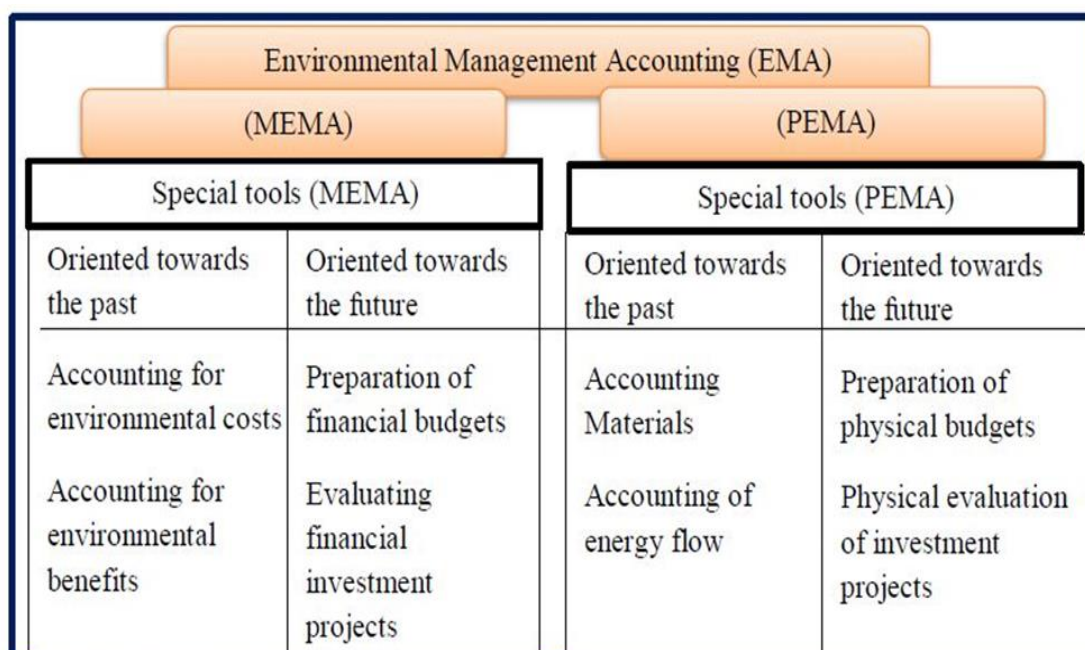 Environmental Management Accounting (EMA)
(MEMA)
(PEMA)
Special tools (MEMA)
Special tools (PEMA)
Oriented towards
the past
Oriented towards
the future
Oriented towards
the past
Oriented towards
the future
Accounting for
environmental costs
Preparation of
financial budgets
Accounting
Materials
Preparation of
physical budgets
Accounting for
environmental
benefits
Evaluating
financial
investment
projects
Accounting of
energy flow
Physical evaluation
of investment
projects